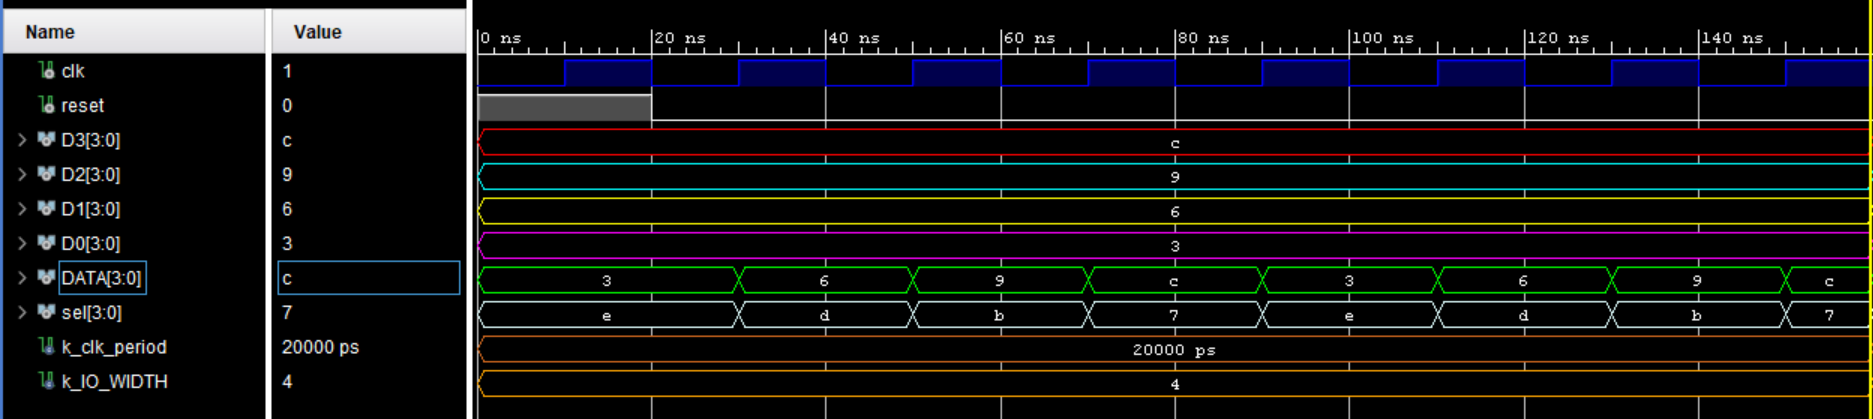 Name Value 0 ns 20 ns 40 ns 60 ns 80 ns 100 ns 120 ns 140 ns
clk 1
reset 0
D3[3:0] c c
D2[3:0] 9 9
D1[3:0] 6 6
D0[3:0] 3 3
DATA[3:0] c 3 6 9 c 3 6 9 c
sel[3:0] 7 e d b 7 e d b 7
k_clk_period 20000 ps 20000 ps
k_IO_WIDTH 4 4